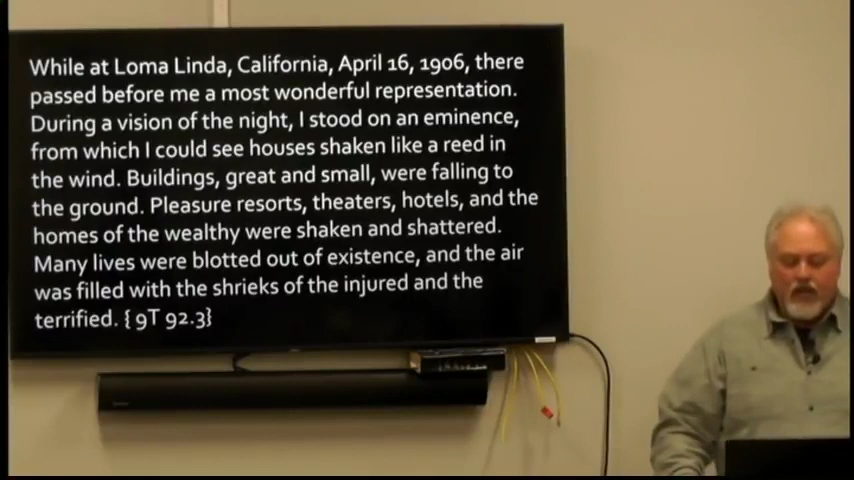 While at Loma Linda, California, April 16, 1906, there
passed before me a most wonderful representation.
During a vision of the night, I stood on an eminence,
from which I could see houses shaken like a reed in
the wind. Buildings, great and small, were falling to
the ground. Pleasure resorts, theaters, hotels, and the
homes of the wealthy were shaken and shattered.
Many lives were blotted out of existence, and the air
was filled with the shrieks of the injured and the
terrified. { 9T 92.3}